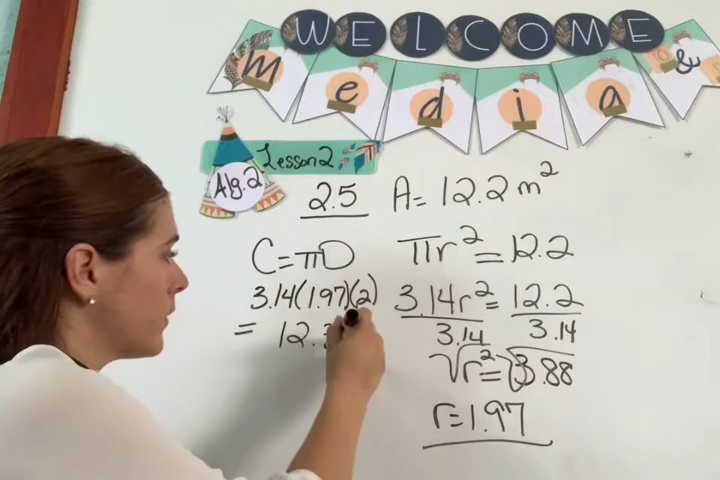 WELCOME
media &
Alg.2 Lesson 2
2.5 A = 12.2 m²
C = πD
3.14(1.97)(2)
= 12.3
πr² = 12.2
3.14r² = 12.2
3.14 3.14
√r² = √3.88
r = 1.97